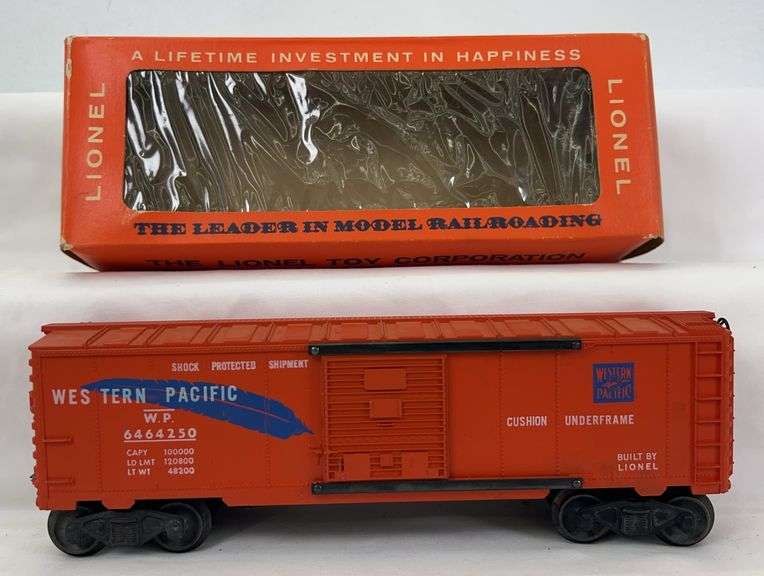 A LIFETIME INVESTMENT IN HAPPINESS
LIONEL
LIONEL
THE LEADER IN MODEL RAILROADING
THE LIONEL TOY CORPORATION
SHOCK PROTECTED SHIPMENT
WES TERN PACIFIC
W.P.
6464250
CAPY 100000
LD LMT 120800
LT WT 48200
WESTERN
PACIFIC
CUSHION UNDERFRAME
BUILT BY
LIONEL